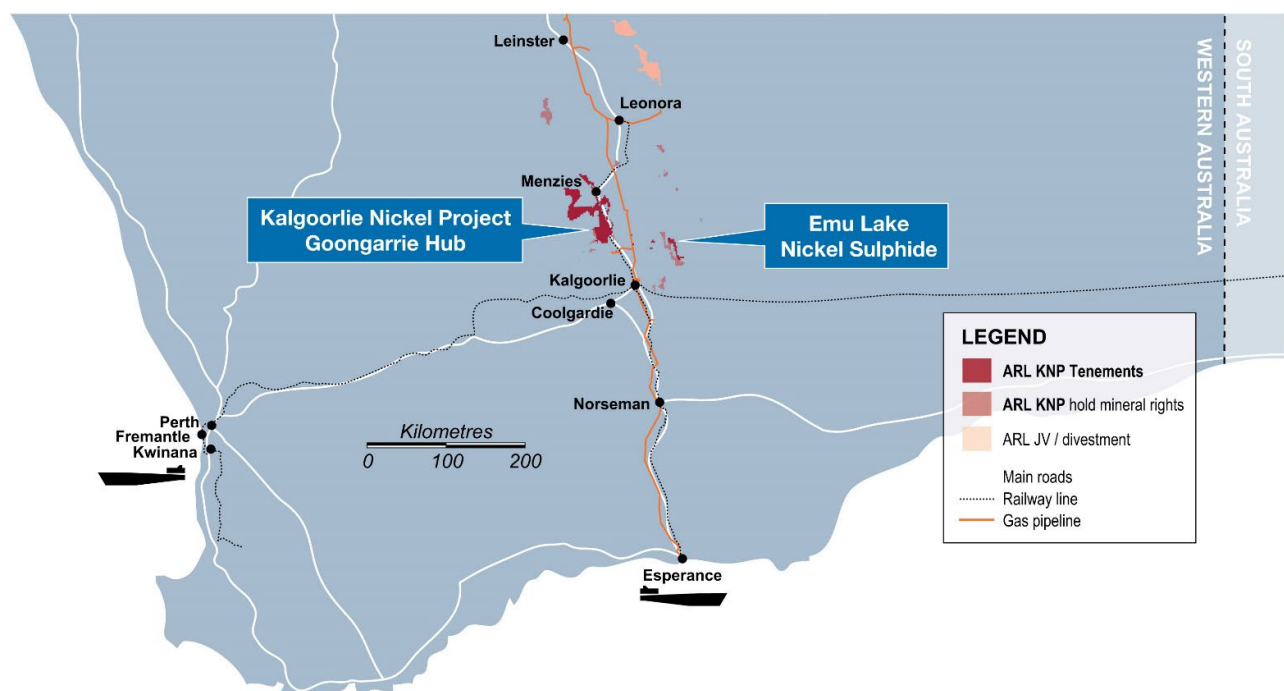 Leinster
Leonora
Menzies
Kalgoorlie Nickel Project
Goongarrie Hub
Emu Lake
Nickel Sulphide
WESTERN AUSTRALIA
SOUTH AUSTRALIA
Kalgoorlie
Coolgardie
Norseman
Perth
Fremantle
Kwinana
Kilometres
0 100 200
Esperance
LEGEND
ARL KNP Tenements
ARL KNP hold mineral rights
ARL JV / divestment
Main roads
Railway line
Gas pipeline